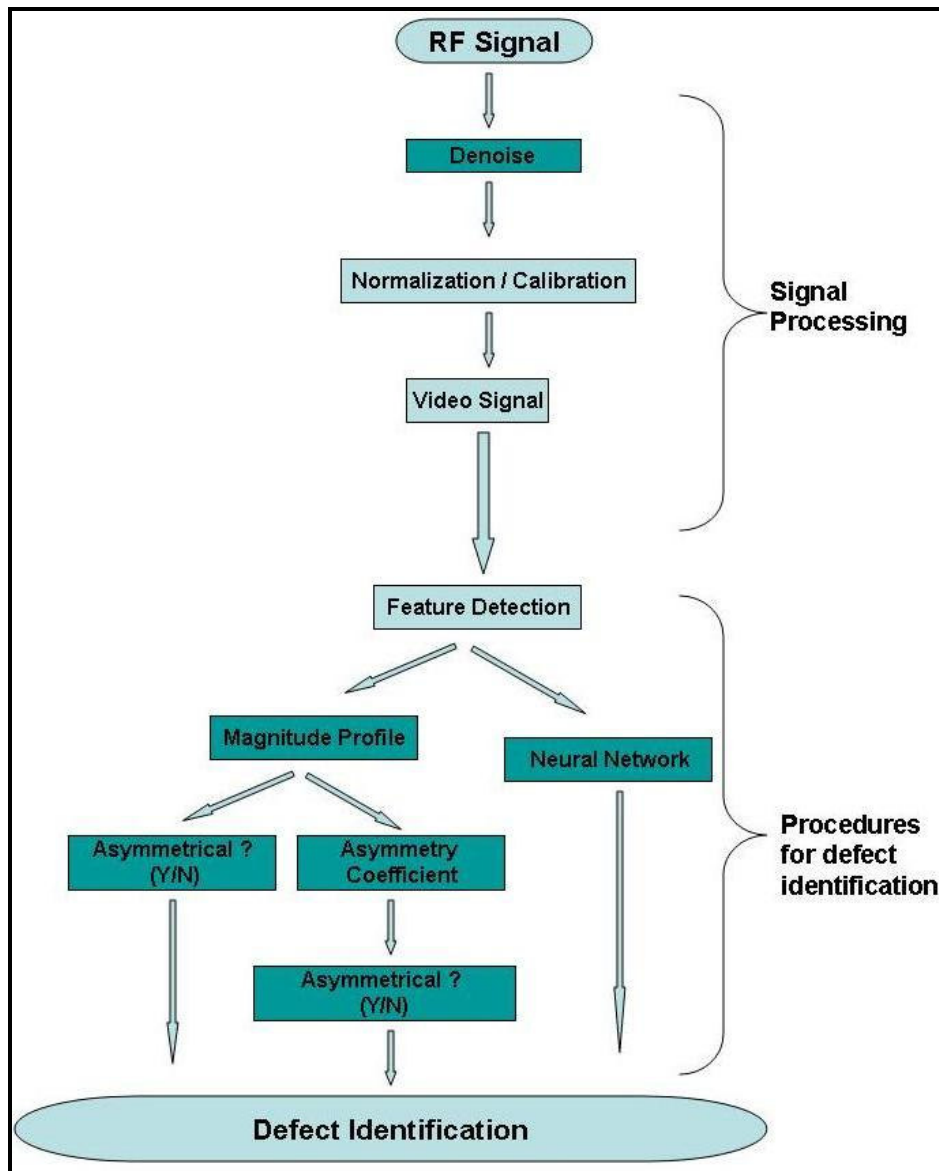 RF Signal
Denoise
Normalization / Calibration
Video Signal
Signal
Processing
Feature Detection
Magnitude Profile
Neural Network
Asymmetrical ?
(Y/N)
Asymmetry
Coefficient
Asymmetrical ?
(Y/N)
Procedures
for defect
identification
Defect Identification